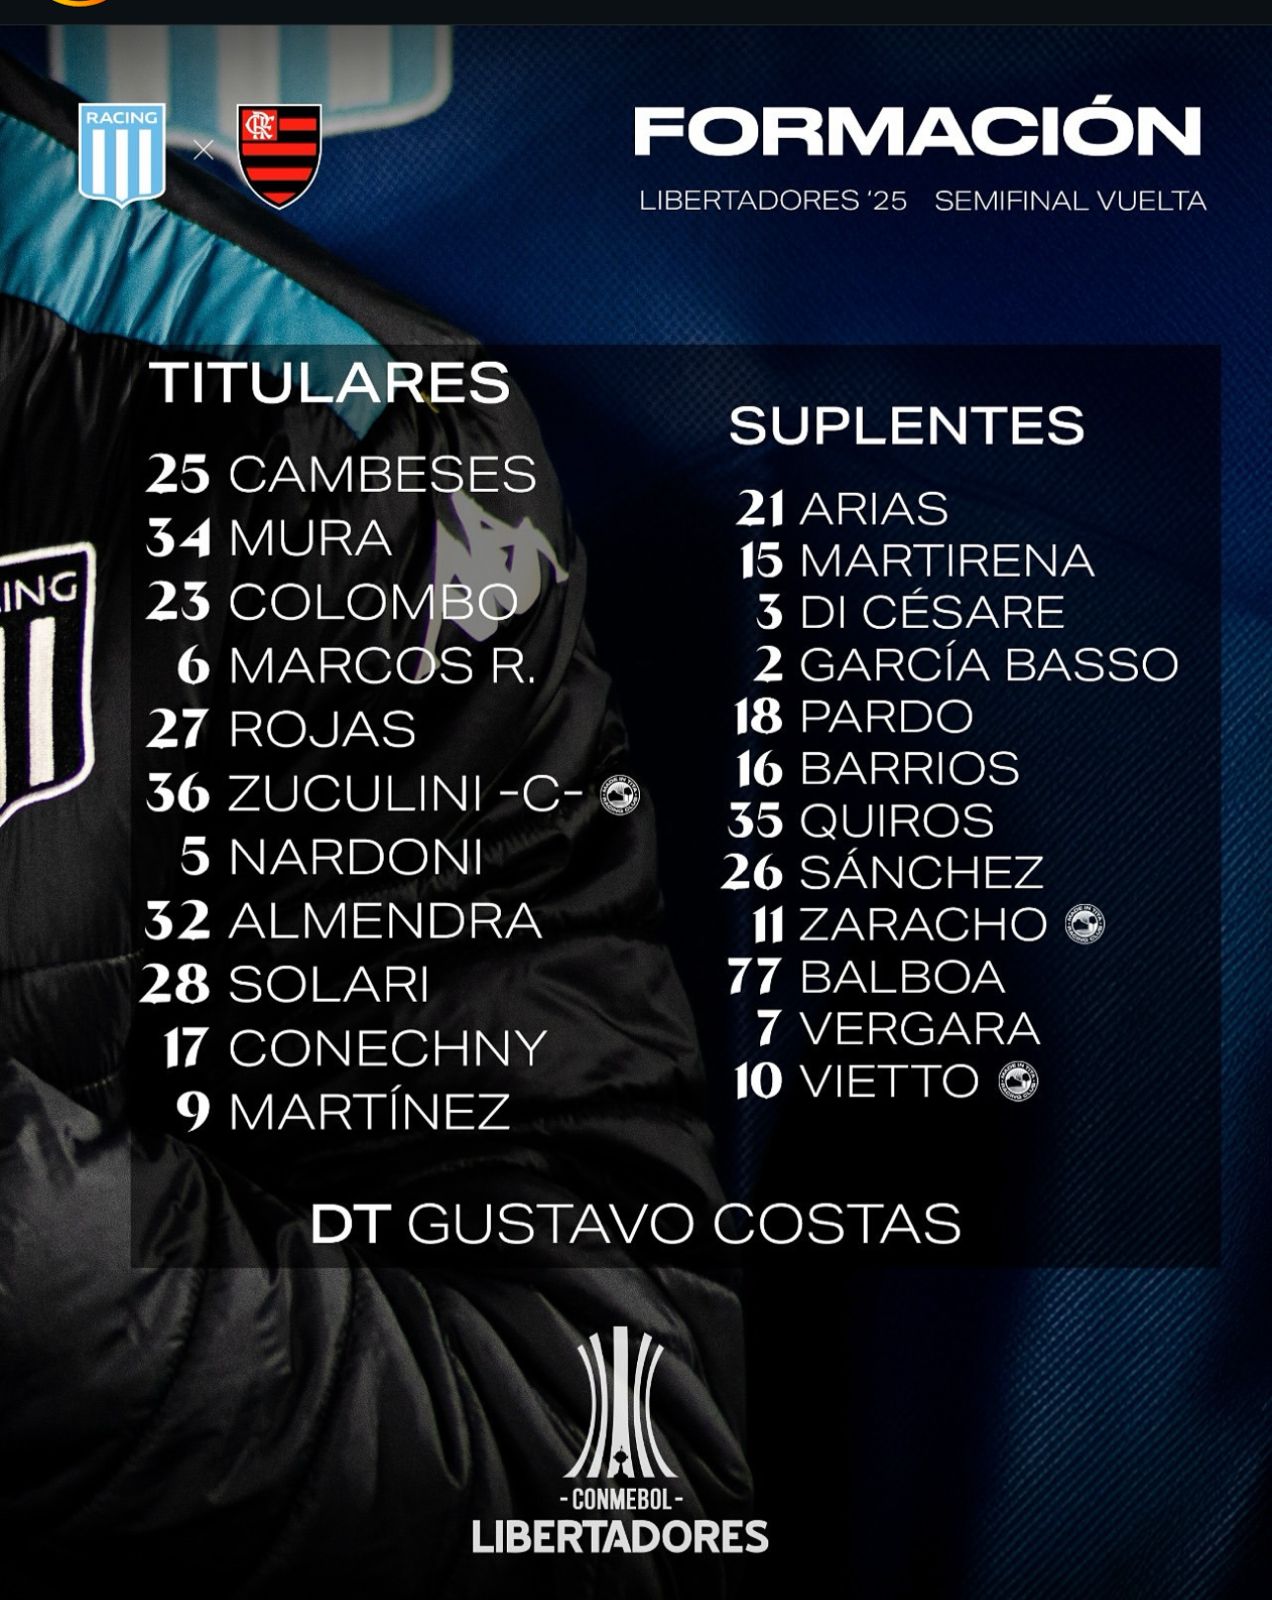 RACING
×
CRF
FORMACIÓN
LIBERTADORES '25 SEMIFINAL VUELTA
TITULARES
25 CAMBESES
34 MURA
23 COLOMBO
6 MARCOS R.
27 ROJAS
36 ZUCULINI -C-
5 NARDONI
32 ALMENDRA
28 SOLARI
17 CONECHNY
9 MARTÍNEZ
SUPLENTES
21 ARIAS
15 MARTIRENA
3 DI CÉSARE
2 GARCÍA BASSO
18 PARDO
16 BARRIOS
35 QUIROS
26 SÁNCHEZ
11 ZARACHO
77 BALBOA
7 VERGARA
10 VIETTO
DT GUSTAVO COSTAS
ING
-CONMEBOL-
LIBERTADORES